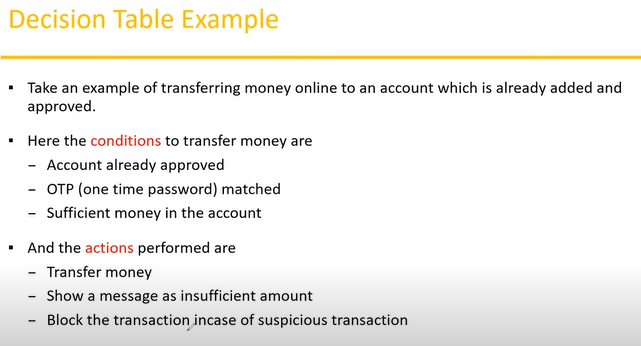 Decision Table Example
▪ Take an example of transferring money online to an account which is already added and
approved.
▪ Here the conditions to transfer money are
– Account already approved
– OTP (one time password) matched
– Sufficient money in the account
▪ And the actions performed are
– Transfer money
– Show a message as insufficient amount
– Block the transaction incase of suspicious transaction